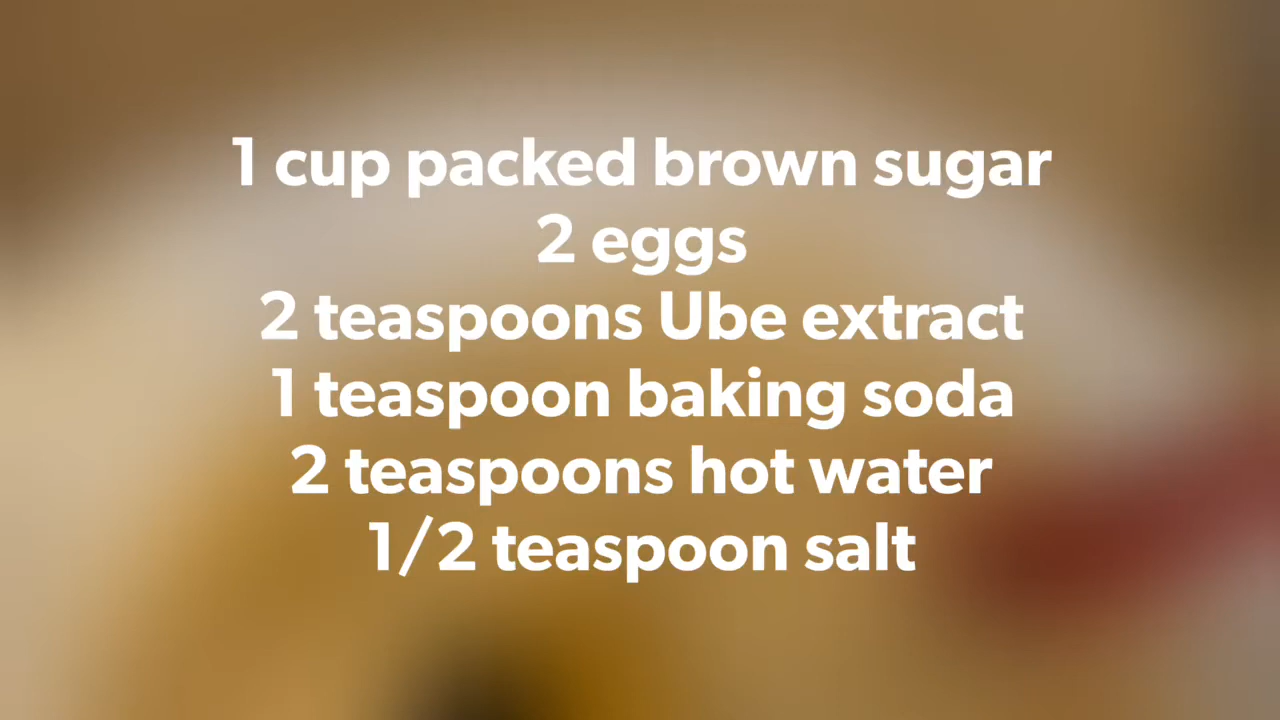 1 cup packed brown sugar
2 eggs
2 teaspoons Ube extract
1 teaspoon baking soda
2 teaspoons hot water
1/2 teaspoon salt